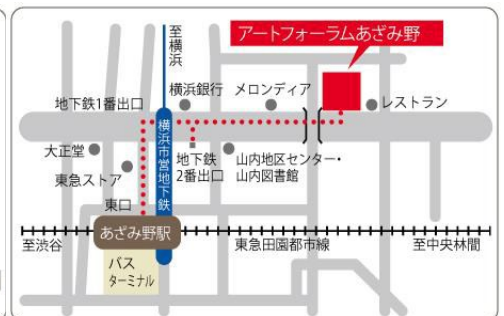 至横浜
アートフォーラムあざみ野
横浜銀行
メロンディア
地下鉄1番出口
レストラン
横浜市営地下鉄
大正堂
地下鉄
2番出口
山内地区センター・
山内図書館
東急ストア
東口
あざみ野駅
至渋谷
東急田園都市線
至中央林間
バス
ターミナル